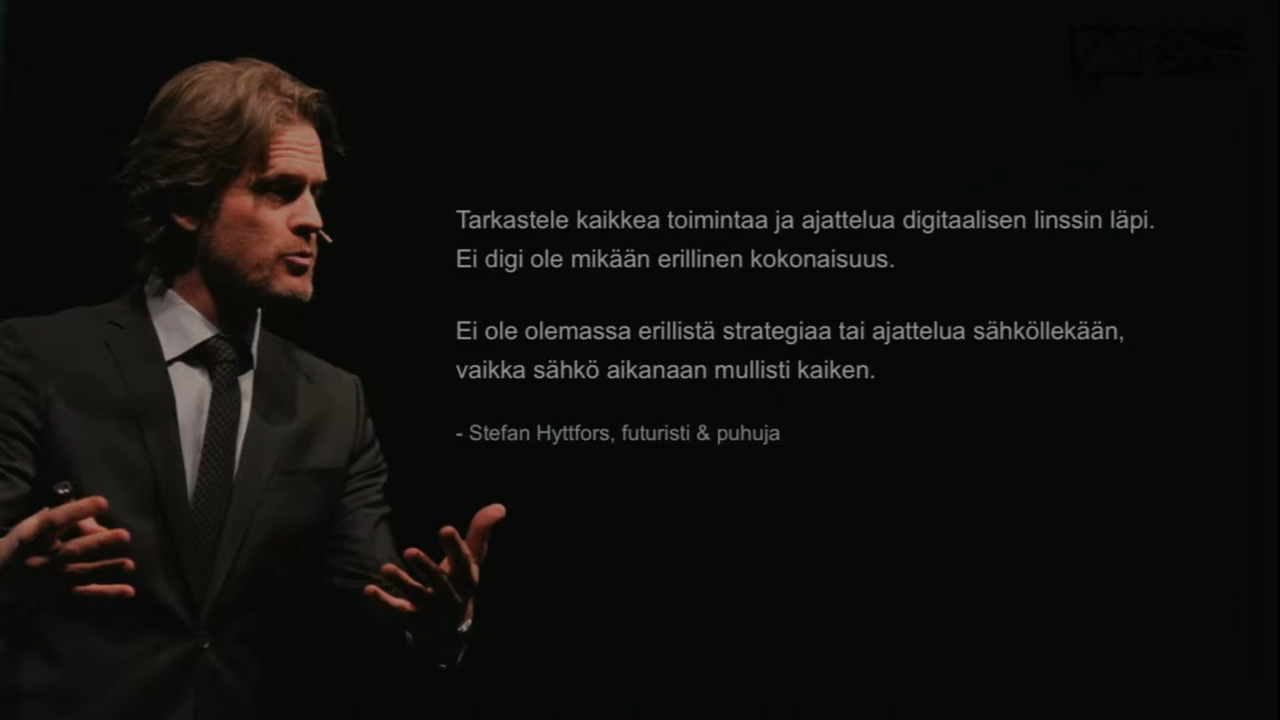 Tarkastele kaikkea toimintaa ja ajattelua digitaalisen linssin läpi.
Ei digi ole mikään erillinen kokonaisuus.
Ei ole olemassa erillistä strategiaa tai ajattelua sähköllekään,
vaikka sähkö aikanaan mullisti kaiken.
- Stefan Hyttfors, futuristi & puhuja